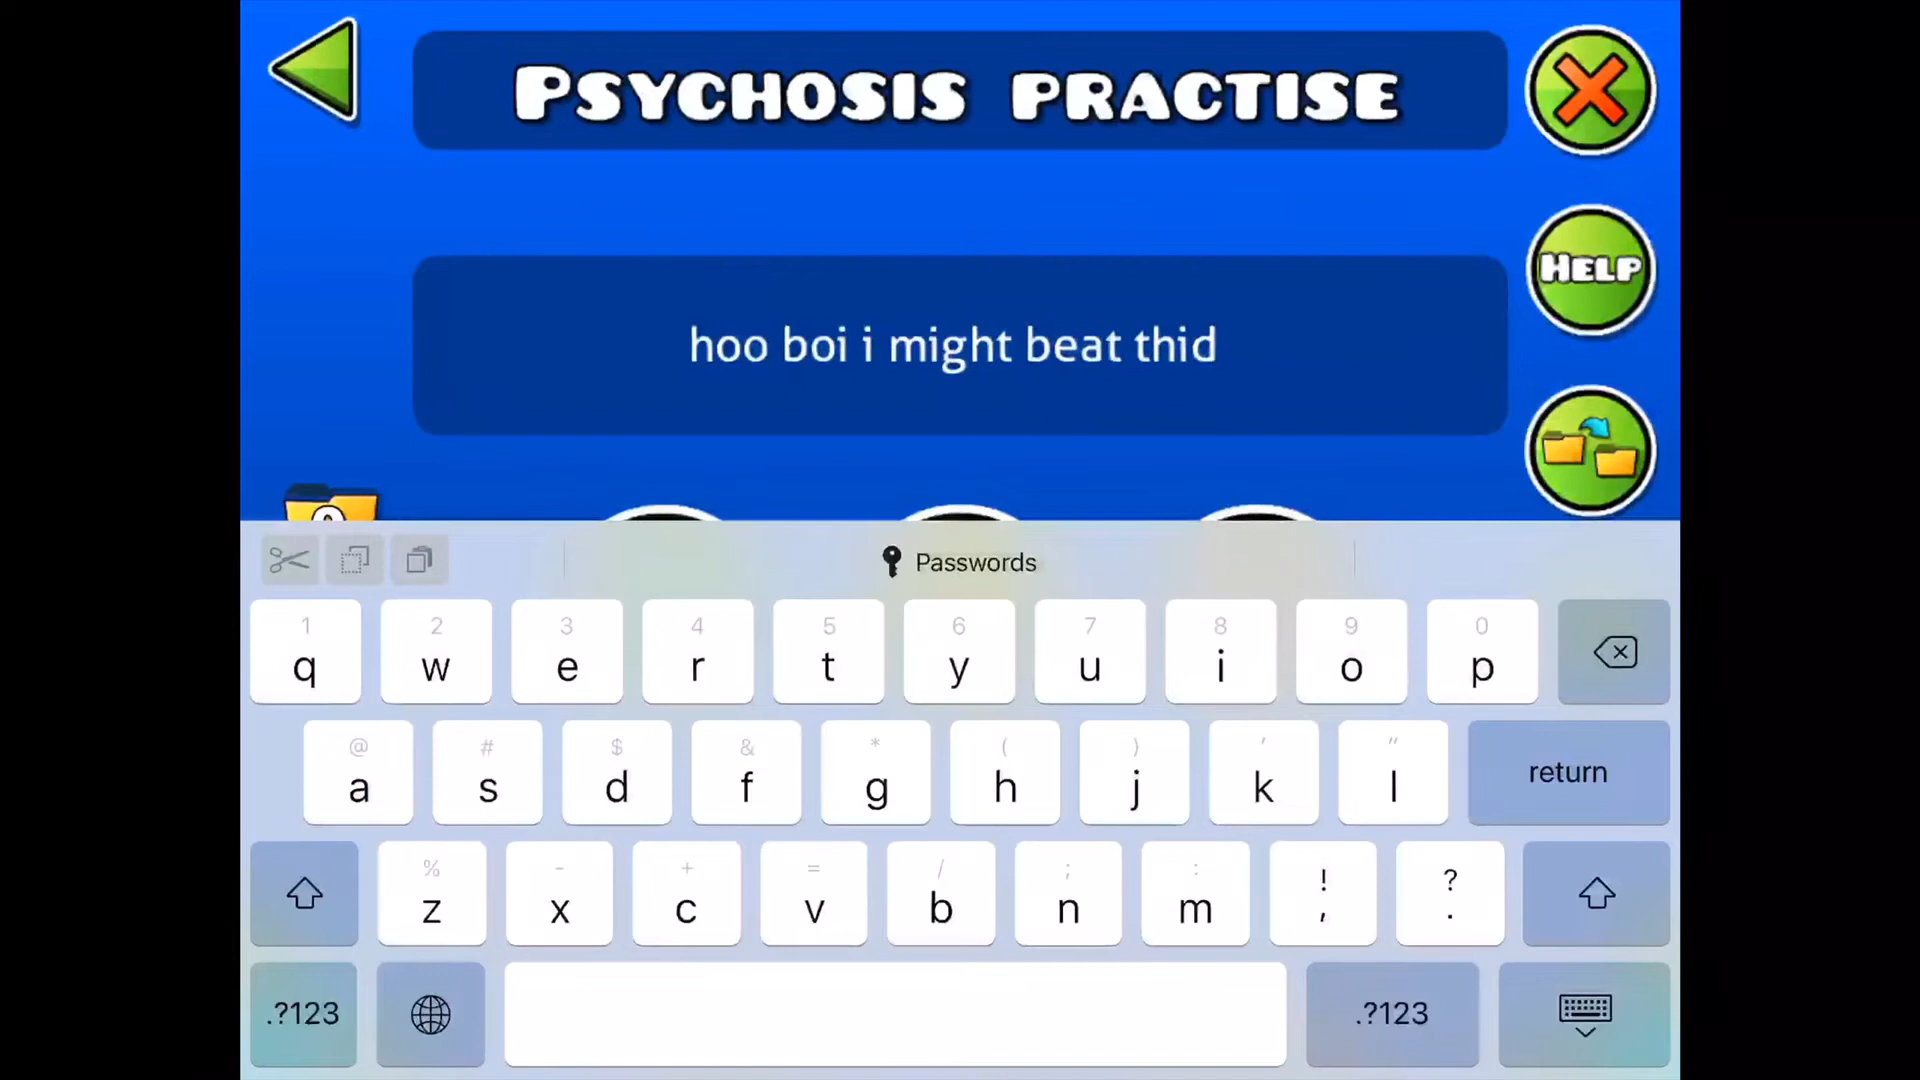 Psychosis practise
Help
hoo boi i might beat thid
Passwords
1 2 3 4 5 6 7 8 9 0
q w e r t y u i o p
@ # $ & * ( ) ' "
a s d f g h j k l return
% - + = / ; : ! ?
z x c v b n m , .
.?123 .?123